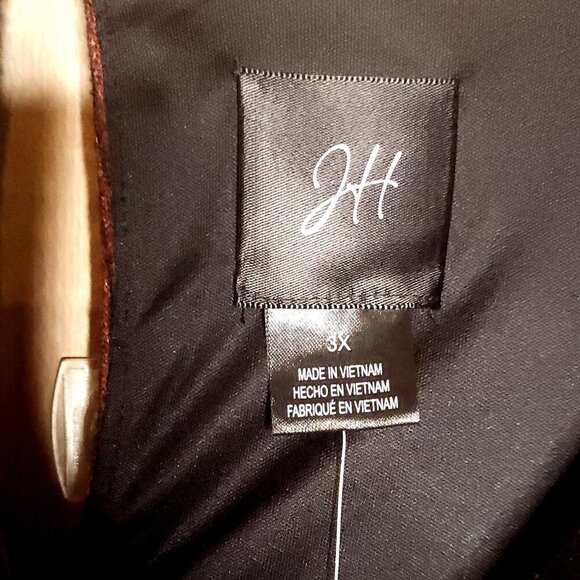 JH
3X
MADE IN VIETNAM
HECHO EN VIETNAM
FABRIQUÉ EN VIETNAM